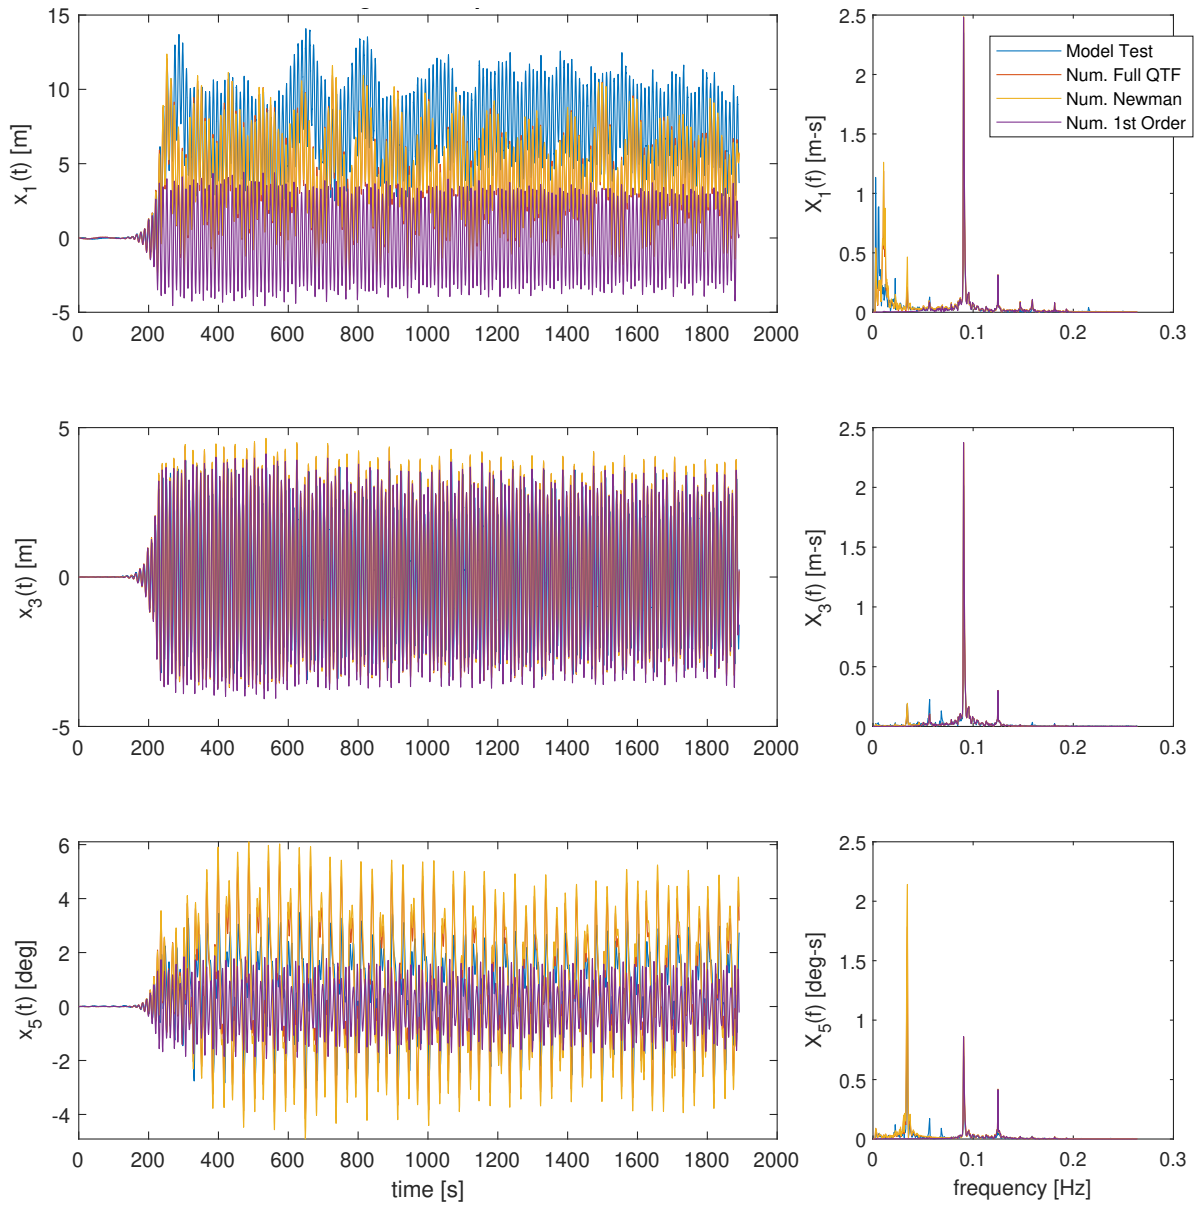 15
10
5
0
-5
x1(t) [m]
0 200 400 600 800 1000 1200 1400 1600 1800 2000
2.5
2
1.5
1
0.5
0
X1(f) [m-s]
0 0.1 0.2 0.3
Model Test
Num. Full QTF
Num. Newman
Num. 1st Order
5
0
-5
x3(t) [m]
0 200 400 600 800 1000 1200 1400 1600 1800 2000
2.5
2
1.5
1
0.5
0
X3(f) [m-s]
0 0.1 0.2 0.3
6
4
2
0
-2
-4
x5(t) [deg]
0 200 400 600 800 1000 1200 1400 1600 1800 2000
time [s]
2.5
2
1.5
1
0.5
0
X5(f) [deg-s]
0 0.1 0.2 0.3
frequency [Hz]